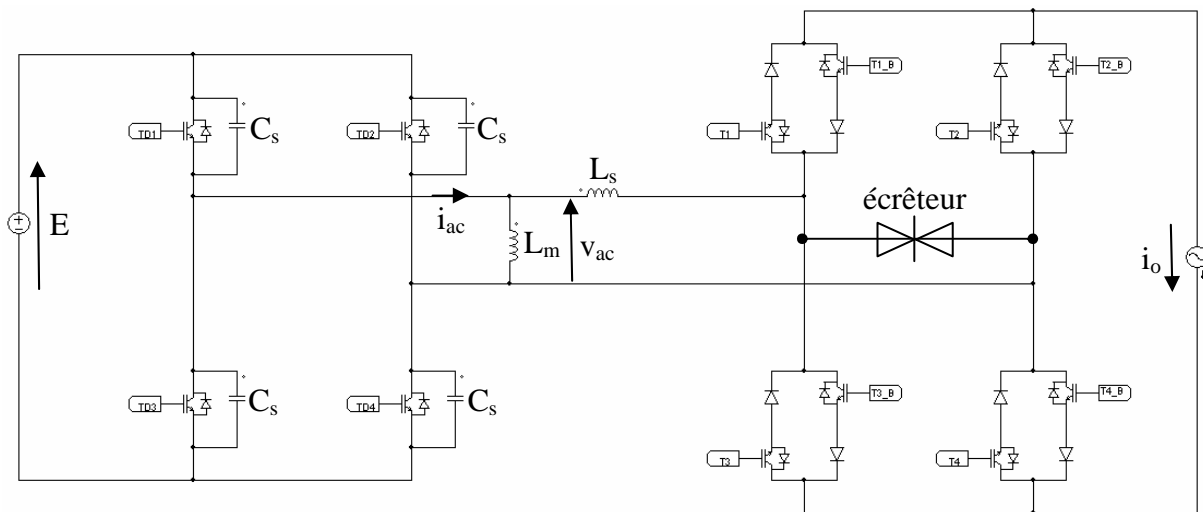 T1_B
T2_B
TD1
Cs
TD2
Cs
T1
T2
Ls
écrêteur
E
iac
Lm
vac
io
TD3
Cs
TD4
Cs
T3_B
T4_B
T3
T4